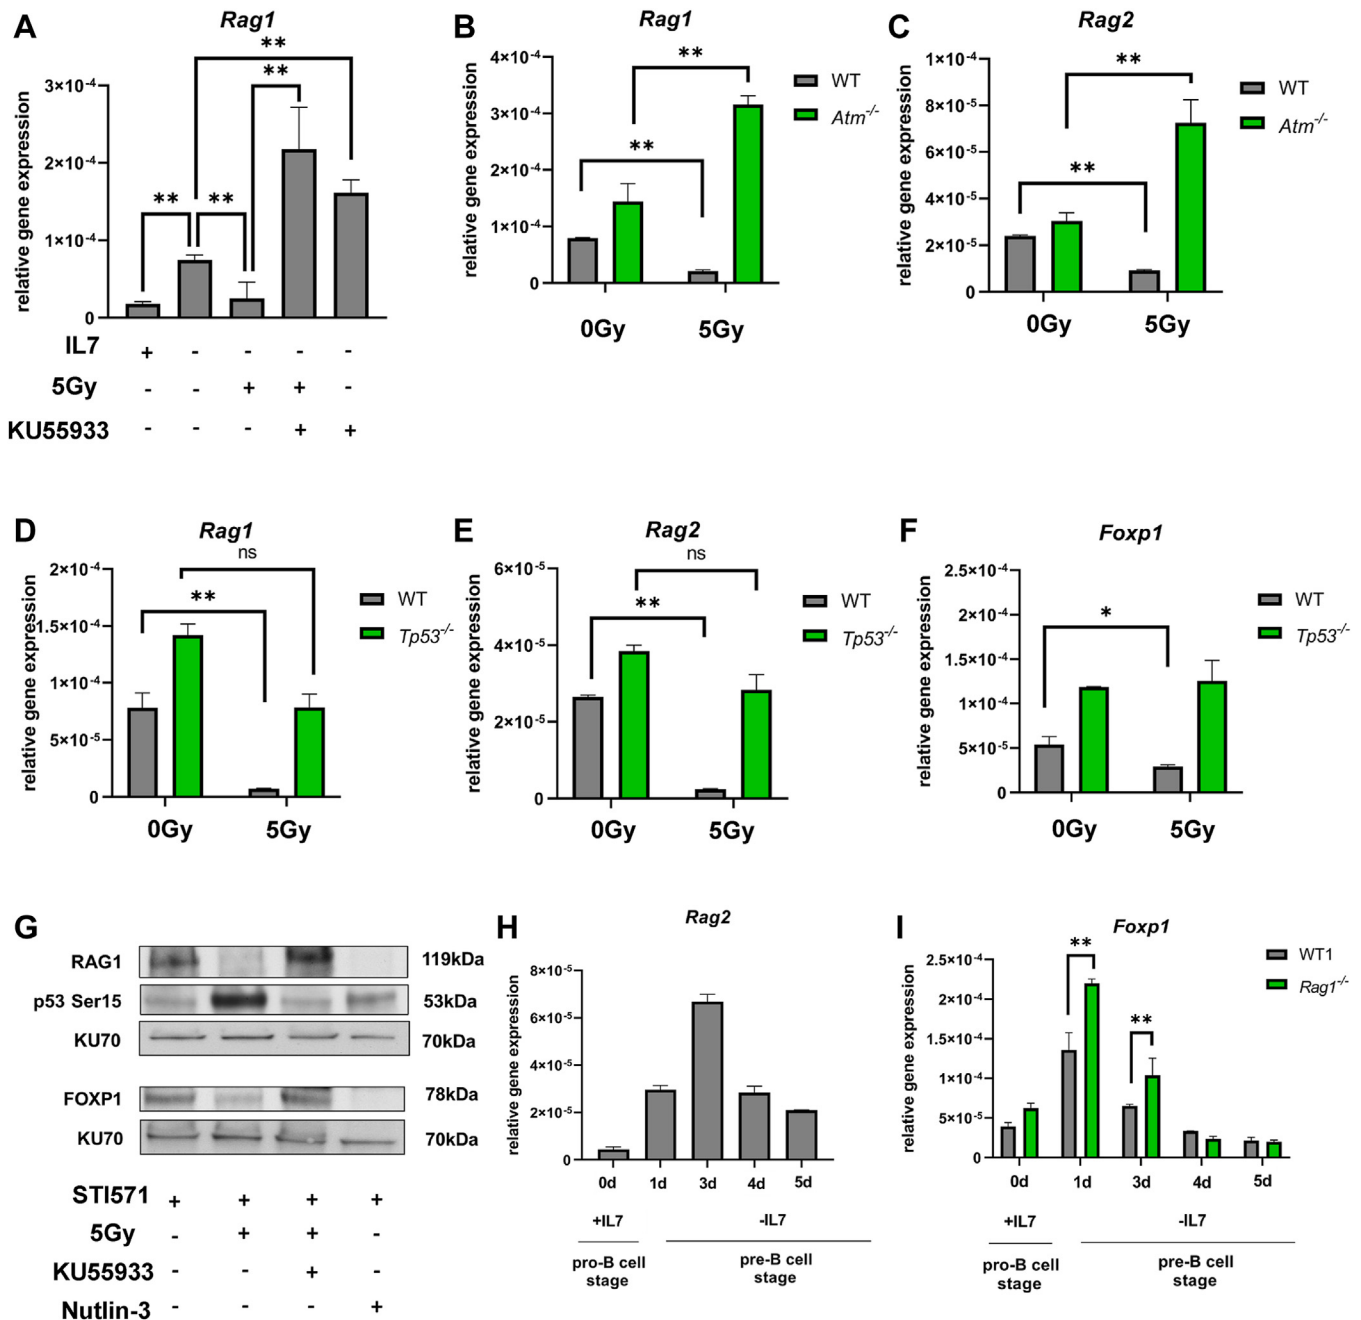 A
Rag1
relative gene expression
3×10-4
2×10-4
1×10-4
0
** ** ** **
IL7 + - - - -
5Gy - - + + -
KU55933 - - - + +
B
Rag1
relative gene expression
4×10-4
3×10-4
2×10-4
1×10-4
0
** **
0Gy 5Gy
WT
Atm-/-
C
Rag2
relative gene expression
1×10-4
8×10-5
6×10-5
4×10-5
2×10-5
0
** **
0Gy 5Gy
WT
Atm-/-
D
Rag1
relative gene expression
2×10-4
1.5×10-4
1×10-4
5×10-5
0
ns
**
0Gy 5Gy
WT
Tp53-/-
E
Rag2
relative gene expression
6×10-5
4×10-5
2×10-5
0
ns
**
0Gy 5Gy
WT
Tp53-/-
F
Foxp1
relative gene expression
2.5×10-4
2×10-4
1.5×10-4
1×10-4
5×10-5
0
*
0Gy 5Gy
WT
Tp53-/-
G
RAG1 119kDa
p53 Ser15 53kDa
KU70 70kDa
FOXP1 78kDa
KU70 70kDa
STI571 + + + +
5Gy - + + -
KU55933 - - + -
Nutlin-3 - - - +
H
Rag2
relative gene expression
8×10-5
6×10-5
4×10-5
2×10-5
0
0d 1d 3d 4d 5d
+IL7 -IL7
pro-B cell
stage
pre-B cell
stage
I
Foxp1
relative gene expression
2.5×10-4
2×10-4
1.5×10-4
1×10-4
5×10-5
0
** **
0d 1d 3d 4d 5d
WT1
Rag1-/-
+IL7 -IL7
pro-B cell
stage
pre-B cell
stage